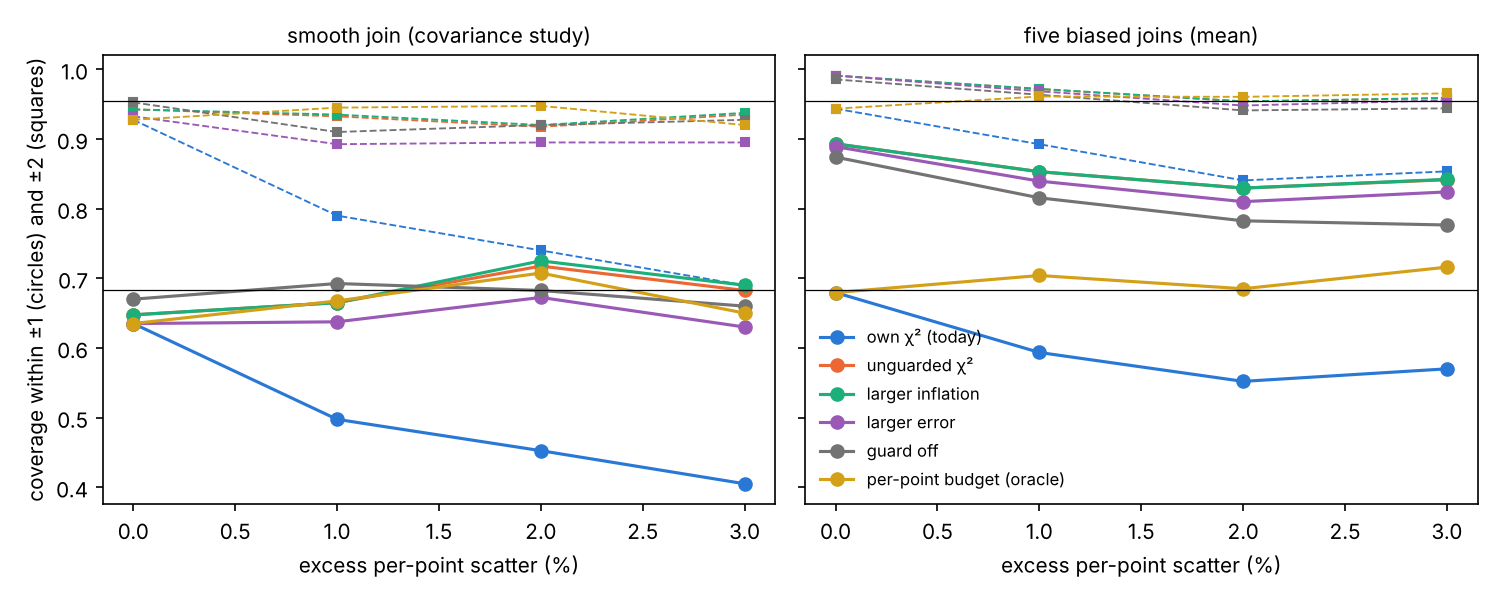 smooth join (covariance study)
five biased joins (mean)
coverage within ±1 (circles) and ±2 (squares)
1.0
0.9
0.8
0.7
0.6
0.5
0.4
0.0 0.5 1.0 1.5 2.0 2.5 3.0
excess per-point scatter (%)
own χ² (today)
unguarded χ²
larger inflation
larger error
guard off
per-point budget (oracle)
0.0 0.5 1.0 1.5 2.0 2.5 3.0
excess per-point scatter (%)